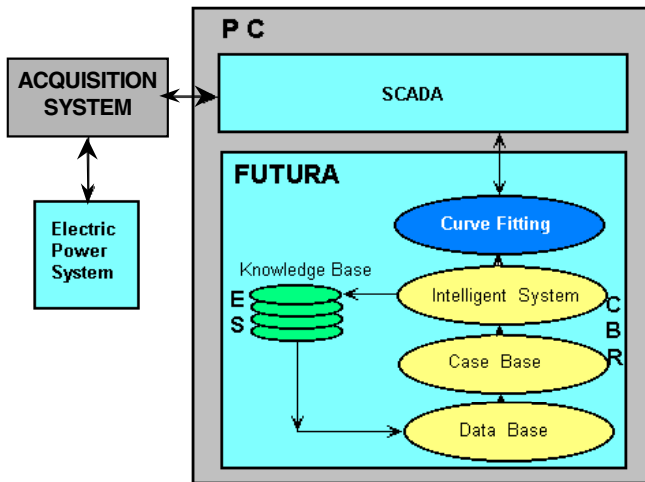 P C
ACQUISITION
SYSTEM
SCADA
FUTURA
Electric
Power
System
Curve Fitting
Knowledge Base
E
S
Intelligent System
C
B
R
Case Base
Data Base